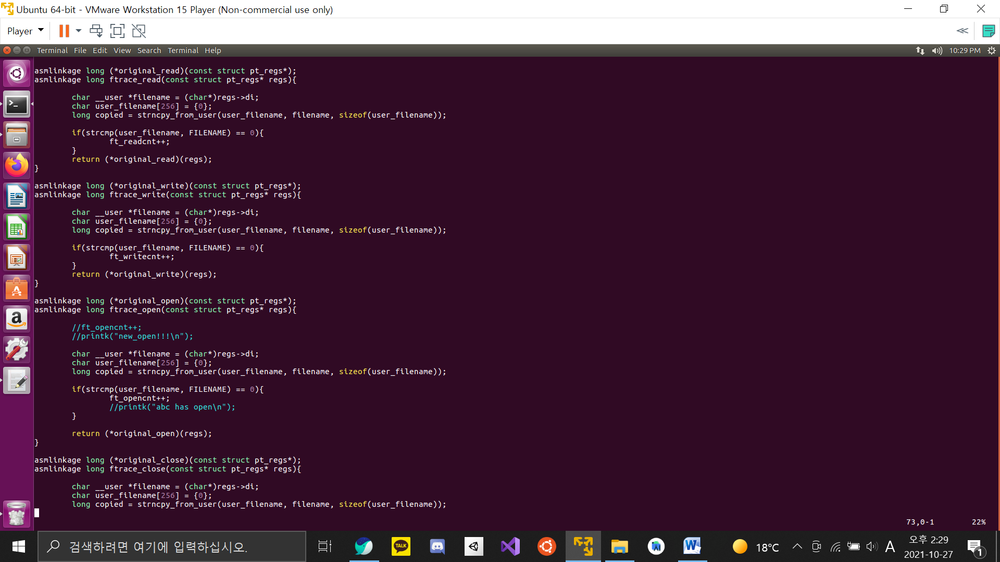 Ubuntu 64-bit - VMware Workstation 15 Player (Non-commercial use only)
Player
Terminal File Edit View Search Terminal Help
10:29 PM
asmlinkage long (*original_read)(const struct pt_regs*);
asmlinkage long ftrace_read(const struct pt_regs* regs){
char __user *filename = (char*)regs->di;
char user_filename[256] = {0};
long copied = strncpy_from_user(user_filename, filename, sizeof(user_filename));
if(strcmp(user_filename, FILENAME) == 0){
ft_readcnt++;
}
return (*original_read)(regs);
}
asmlinkage long (*original_write)(const struct pt_regs*);
asmlinkage long ftrace_write(const struct pt_regs* regs){
char __user *filename = (char*)regs->di;
char user_filename[256] = {0};
long copied = strncpy_from_user(user_filename, filename, sizeof(user_filename));
if(strcmp(user_filename, FILENAME) == 0){
ft_writecnt++;
}
return (*original_write)(regs);
}
asmlinkage long (*original_open)(const struct pt_regs*);
asmlinkage long ftrace_open(const struct pt_regs* regs){
//ft_opencnt++;
//printk("new_open!!!\n");
char __user *filename = (char*)regs->di;
char user_filename[256] = {0};
long copied = strncpy_from_user(user_filename, filename, sizeof(user_filename));
if(strcmp(user_filename, FILENAME) == 0){
ft_opencnt++;
//printk("abc has open\n");
}
return (*original_open)(regs);
}
asmlinkage long (*original_close)(const struct pt_regs*);
asmlinkage long ftrace_close(const struct pt_regs* regs){
char __user *filename = (char*)regs->di;
char user_filename[256] = {0};
long copied = strncpy_from_user(user_filename, filename, sizeof(user_filename));
73,0-1 22%
검색하려면 여기에 입력하십시오.
TALK
18°C
A
오후 2:29
2021-10-27
1